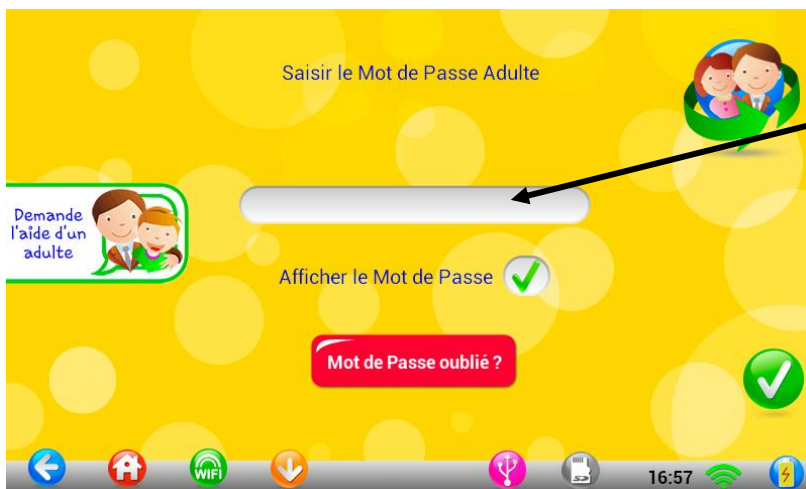 Saisir le Mot de Passe Adulte
Demande
l'aide d'un
adulte
Afficher le Mot de Passe
Mot de Passe oublié ?
WIFI
SD
16:57